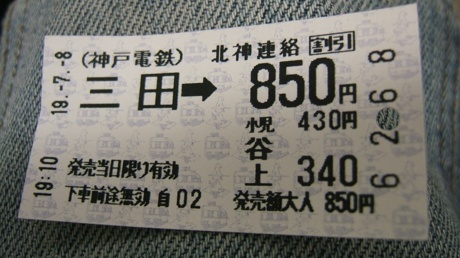 (神戸電鉄) 北神連絡 割引
三田➡850円
小児 430円
谷上 340
発売額大人 850円
発売当日限り有効
下車前途無効 自02
19.-7.-8
19:10
62 68